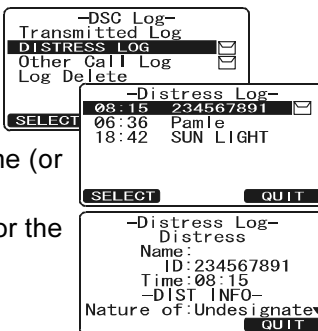 –DSC Log–
Transmitted Log
DISTRESS LOG
Other Call Log
Log Delete
SELECT
–Distress Log–
08:15 234567891
06:36 Pamle
18:42 SUN LIGHT
SELECT QUIT
ne (or
or the
–Distress Log–
Distress
Name:
ID:234567891
Time:08:15
–DIST INFO–
Nature of:Undesignate
QUIT